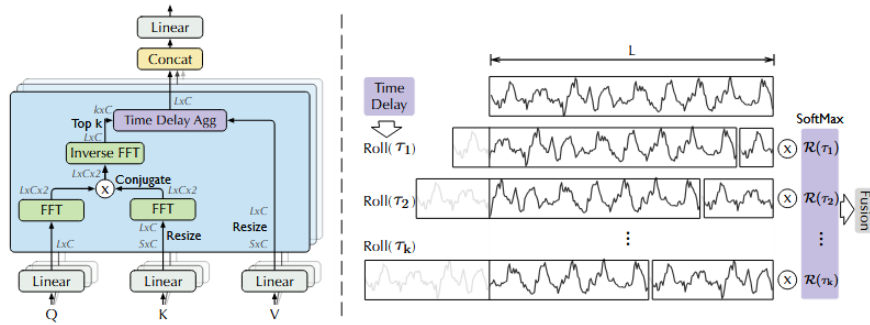 Linear
Concat
LxC
kxC
Top k
Time Delay Agg
LxC
Inverse FFT
LxCx2
Conjugate
LxCx2
X
LxCx2
FFT
FFT
LxC
LxC
Resize
Resize
SxC
SxC
LxC
Linear
Linear
Linear
Q
K
V
L
Time
Delay
SoftMax
Roll(τ1)
X
R(τ1)
Roll(τ2)
X
R(τ2)
Fusion
⋮
⋮
Roll(τk)
X
R(τk)